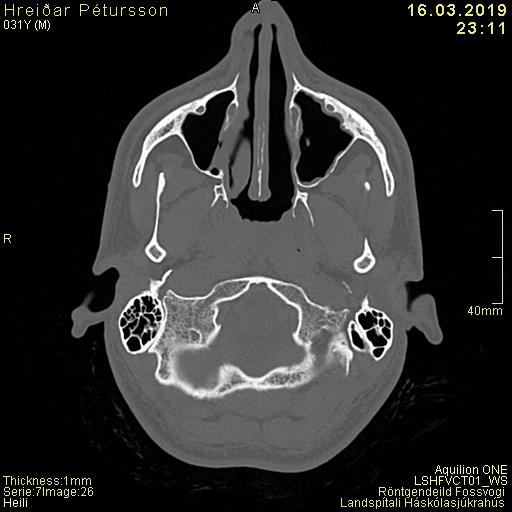 Hreiðar Pétursson
031Y (M)
A
16.03.2019
23:11
R
40mm
Thickness:1mm
Serie:7Image:26
Heili
Aquilion ONE
LSHFVCT01_WS
Röntgendeild Fossvogi
Landspítali Háskólasjúkrahús